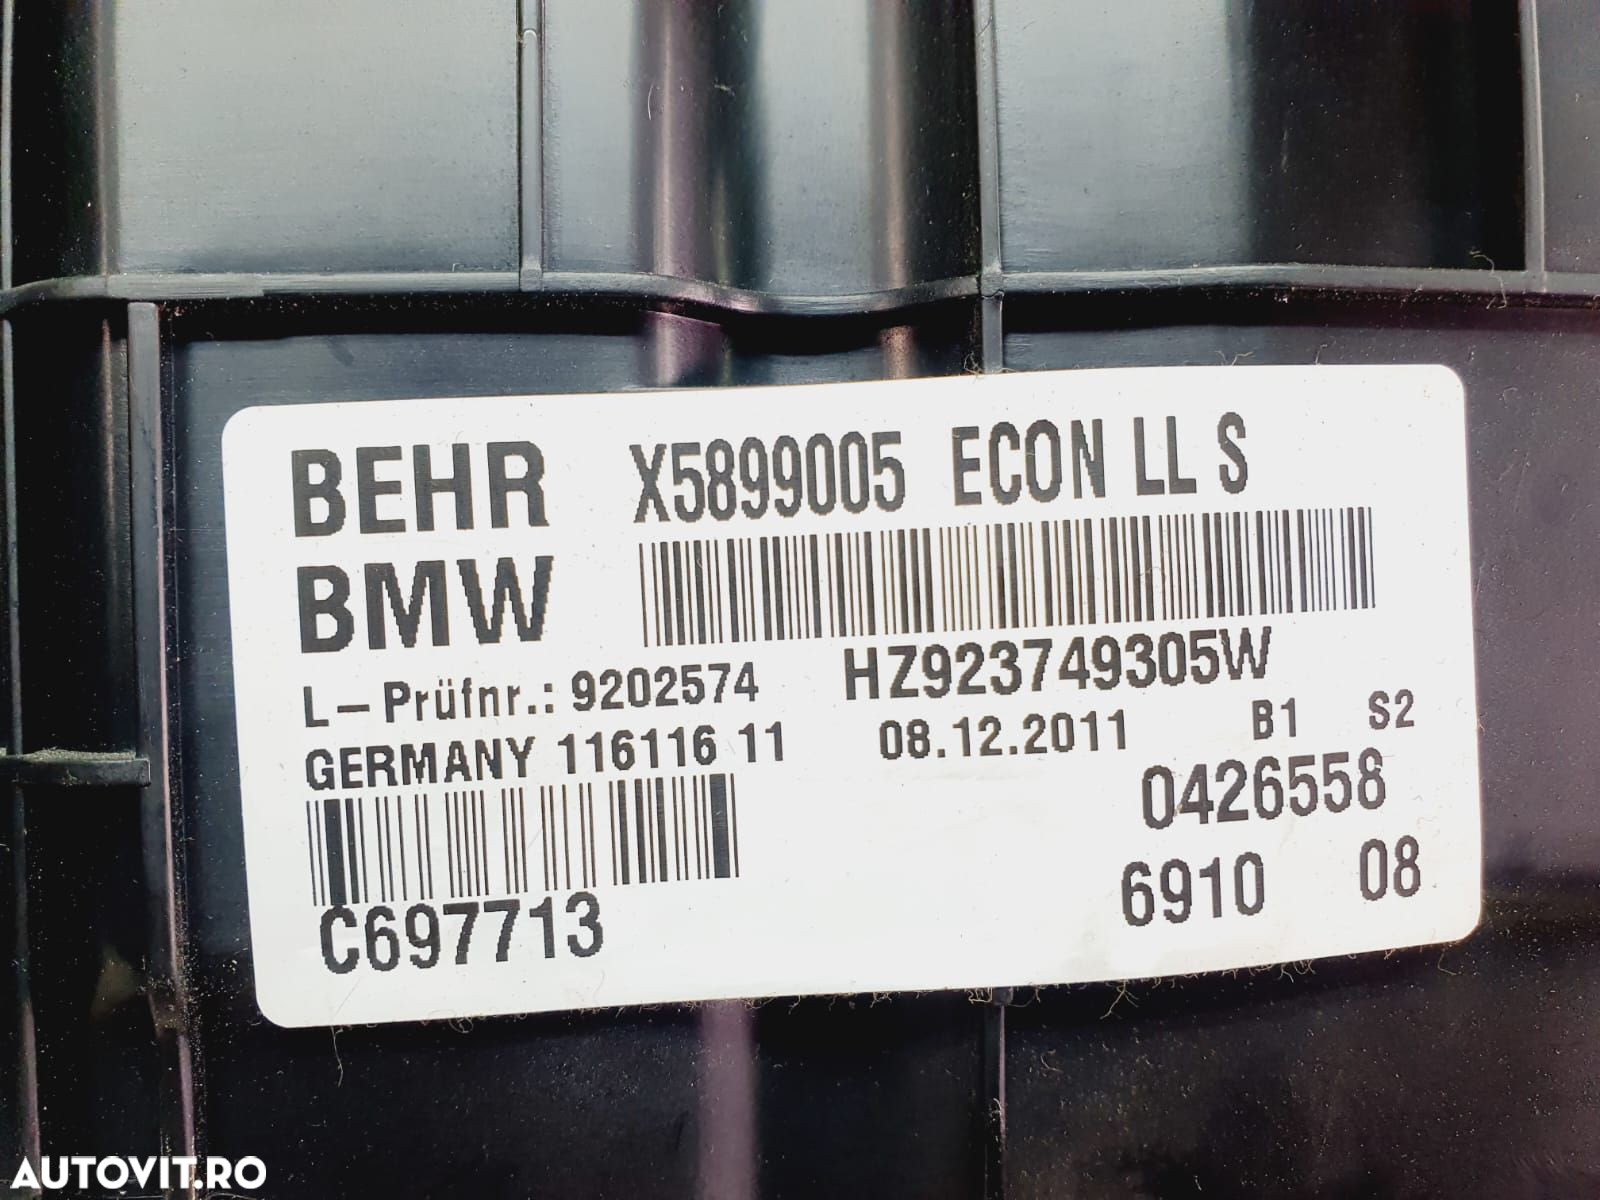 BEHR X5899005 ECON LL S
BMW
HZ923749305W
L-Prüfnr.: 9202574
GERMANY 116116 11 08.12.2011 B1 S2
0426558
6910 08
C697713
AUTOVIT.RO